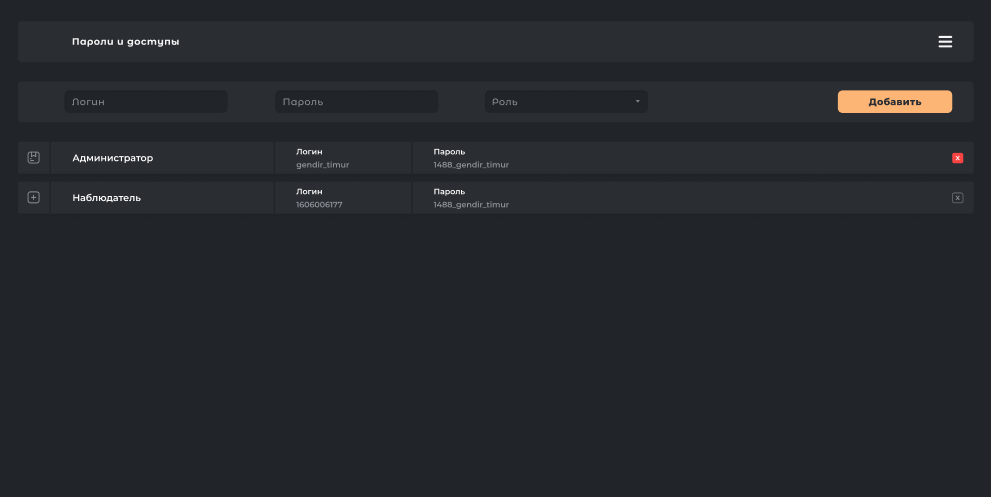 Пароли и доступы
Логин
Пароль
Роль
Добавить
Администратор
Логин
gendir_timur
Пароль
1488_gendir_timur
x
Наблюдатель
Логин
1606006177
Пароль
1488_gendir_timur
x